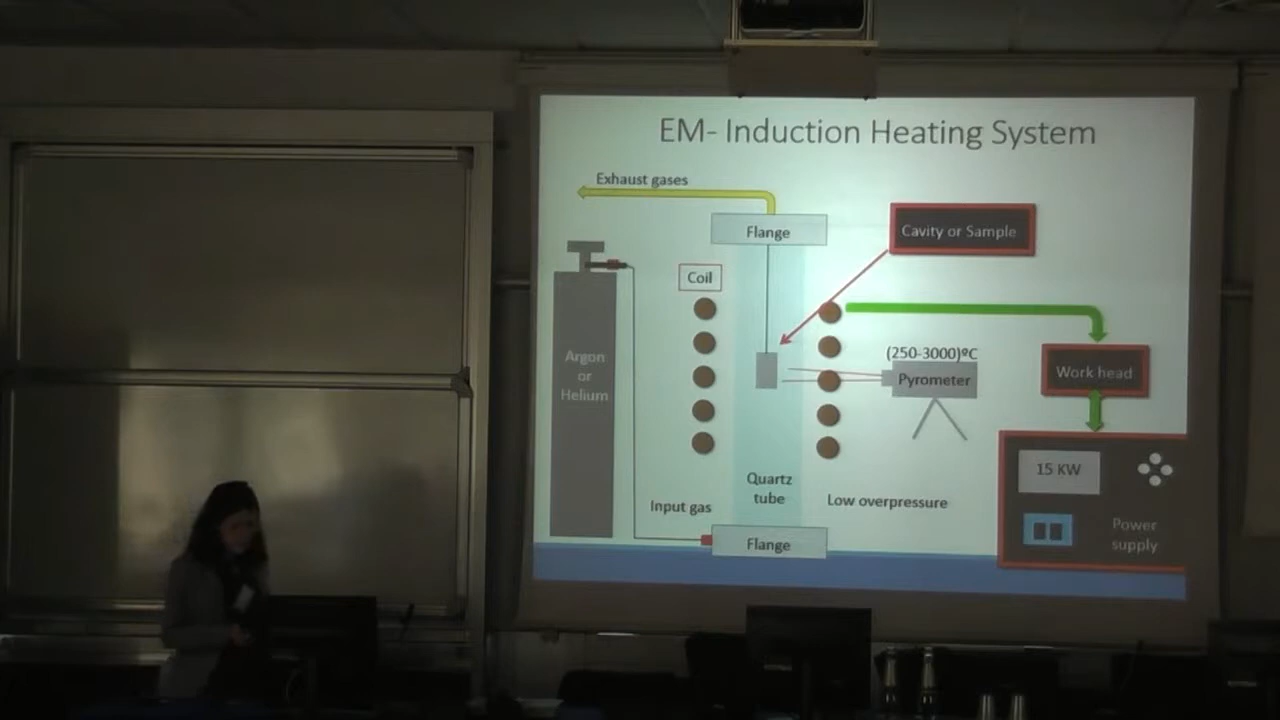 EM- Induction Heating System
Exhaust gases
Flange
Cavity or Sample
Coil
Argon
or
Helium
(250-3000)ºC
Pyrometer
Work head
15 KW
Quartz
tube
Input gas
Low overpressure
Power
supply
Flange